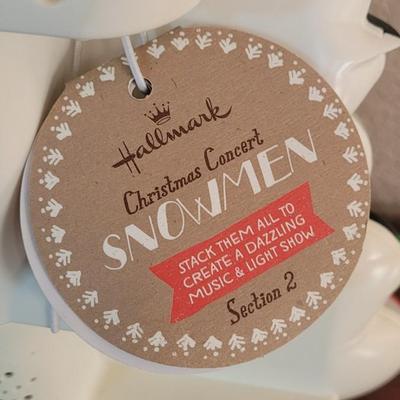 Hallmark
Christmas Concert
SNOWMEN
STACK THEM ALL TO
CREATE A DAZZLING
MUSIC & LIGHT SHOW
Section 2